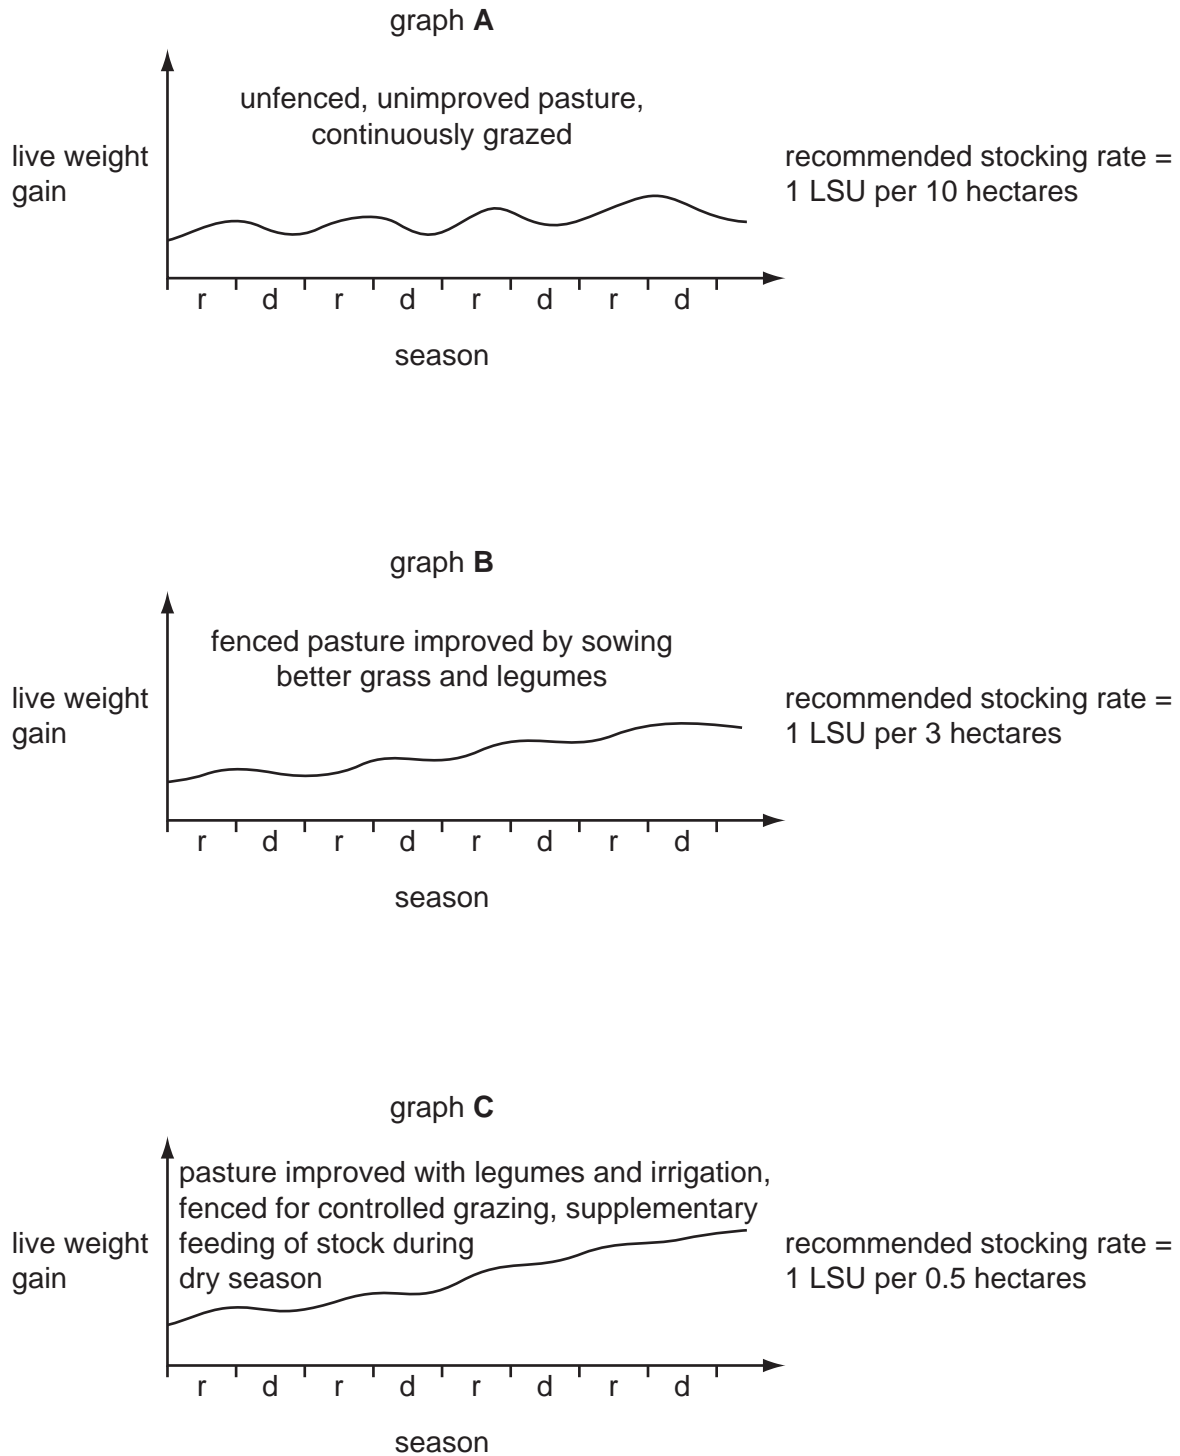 graph A
unfenced, unimproved pasture,
continuously grazed
live weight
gain
recommended stocking rate =
1 LSU per 10 hectares
r d r d r d r d
season
graph B
fenced pasture improved by sowing
better grass and legumes
live weight
gain
recommended stocking rate =
1 LSU per 3 hectares
r d r d r d r d
season
graph C
pasture improved with legumes and irrigation,
fenced for controlled grazing, supplementary
feeding of stock during
dry season
live weight
gain
recommended stocking rate =
1 LSU per 0.5 hectares
r d r d r d r d
season